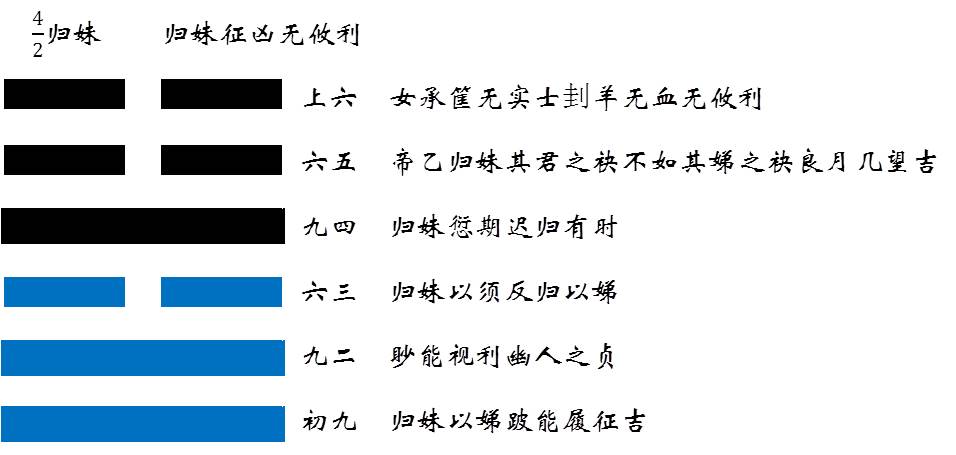 4/2归妹 归妹征凶无攸利
上六 女承筐无实士刲羊无血无攸利
六五 帝乙归妹其君之袂不如其娣之袂良月几望吉
九四 归妹愆期迟归有时
六三 归妹以须反归以娣
九二 眇能视利幽人之贞
初九 归妹以娣跛能履征吉